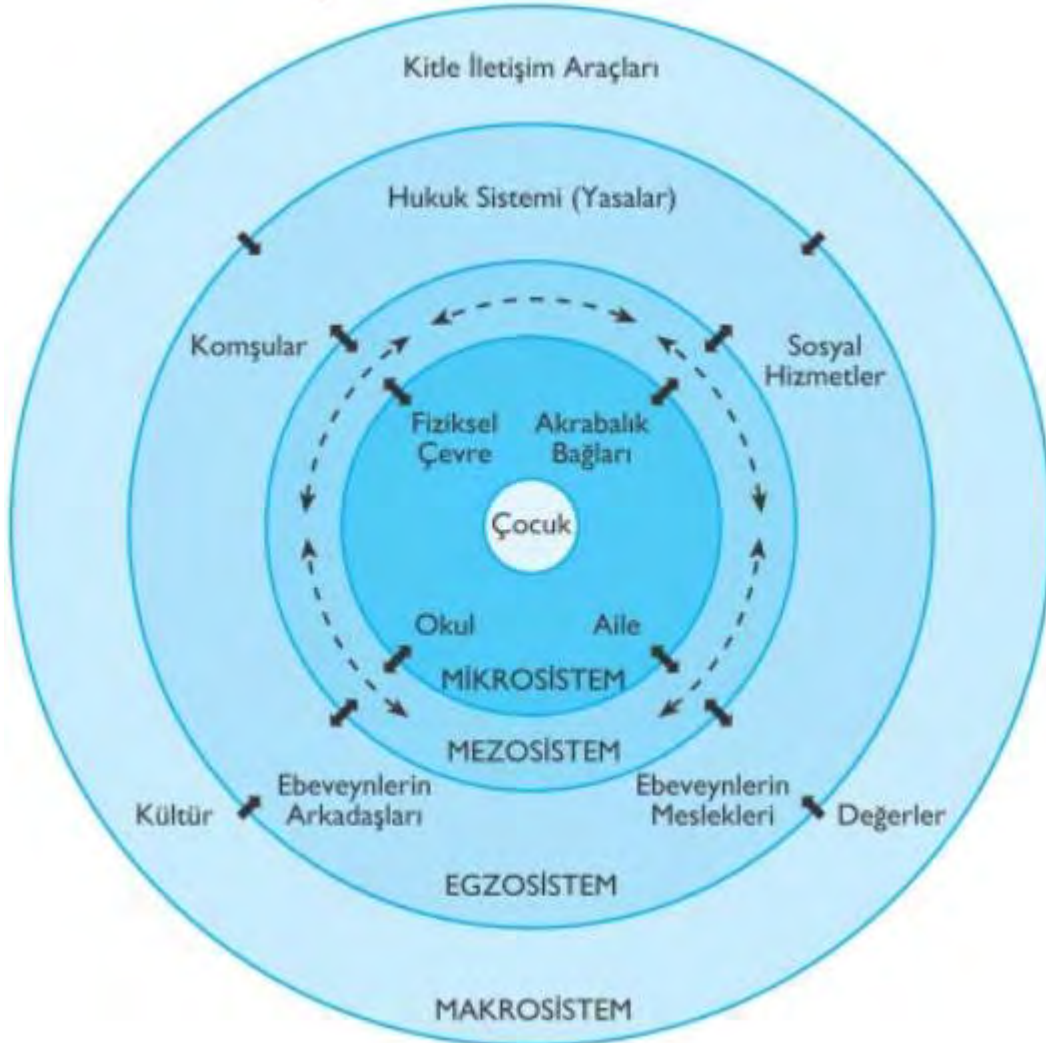 Kitle İletişim Araçları
Hukuk Sistemi (Yasalar)
Komşular
Sosyal
Hizmetler
Fiziksel
Çevre
Akrabalık
Bağları
Çocuk
Okul
Aile
MİKROSİSTEM
MEZOSİSTEM
Ebeveynlerin
Arkadaşları
Ebeveynlerin
Meslekleri
Kültür
Değerler
EGZOSİSTEM
MAKROSİSTEM